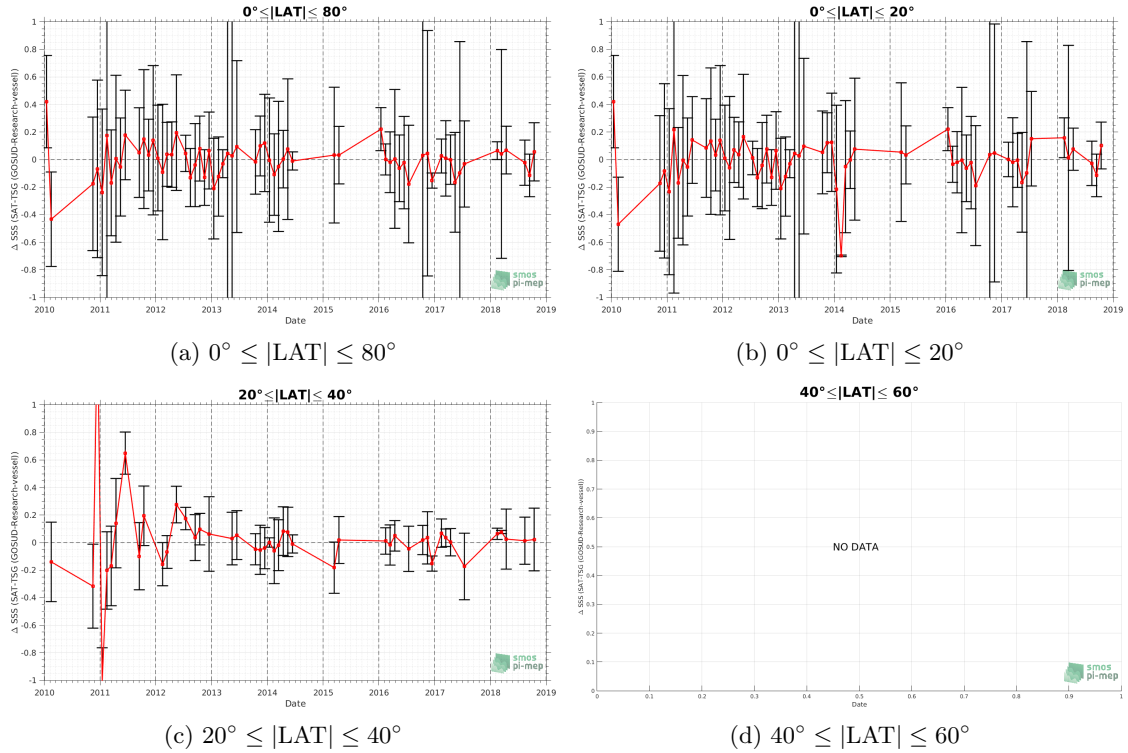 0°≤|LAT|≤ 80°
Δ SSS (SAT-TSG (GOSUD-Research-vessel))
1
0.8
0.6
0.4
0.2
0
-0.2
-0.4
-0.6
-0.8
-1
2010 2011 2012 2013 2014 2015 2016 2017 2018 2019
Date
smos
pi-mep
(a) 0° ≤ |LAT| ≤ 80°
0°≤|LAT|≤ 20°
Δ SSS (SAT-TSG (GOSUD-Research-vessel))
1
0.8
0.6
0.4
0.2
0
-0.2
-0.4
-0.6
-0.8
-1
2010 2011 2012 2013 2014 2015 2016 2017 2018 2019
Date
smos
pi-mep
(b) 0° ≤ |LAT| ≤ 20°
20°≤|LAT|≤ 40°
Δ SSS (SAT-TSG (GOSUD-Research-vessel))
1
0.8
0.6
0.4
0.2
0
-0.2
-0.4
-0.6
-0.8
-1
2010 2011 2012 2013 2014 2015 2016 2017 2018 2019
Date
smos
pi-mep
(c) 20° ≤ |LAT| ≤ 40°
40°≤|LAT|≤ 60°
Δ SSS (SAT-TSG (GOSUD-Research-vessel))
1
0.9
0.8
0.7
0.6
0.5
0.4
0.3
0.2
0.1
0
NO DATA
0 0.1 0.2 0.3 0.4 0.5 0.6 0.7 0.8 0.9 1
Date
smos
pi-mep
(d) 40° ≤ |LAT| ≤ 60°